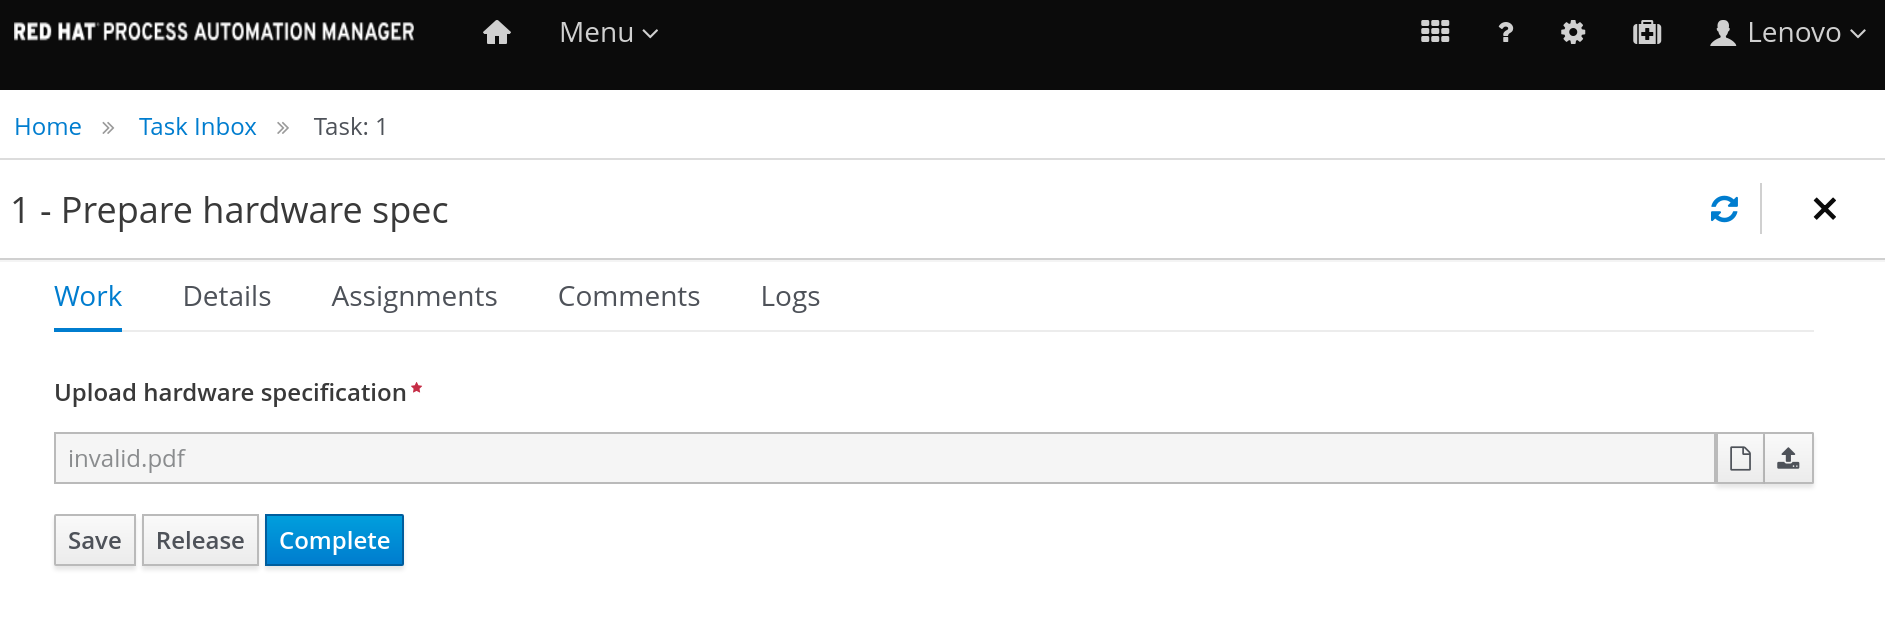 RED HAT PROCESS AUTOMATION MANAGER Menu ? Lenovo
Home » Task Inbox » Task: 1
1 - Prepare hardware spec
Work Details Assignments Comments Logs
Upload hardware specification*
invalid.pdf
Save Release Complete